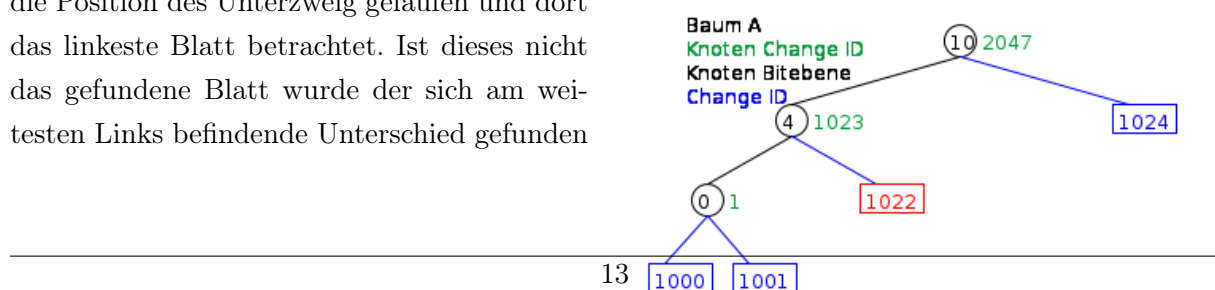 die Position des Unterzweig gelaufen und dort
das linkeste Blatt betrachtet. Ist dieses nicht
das gefundene Blatt wurde der sich am wei-
testen Links befindende Unterschied gefunden
13
Baum A
Knoten Change ID
Knoten Bitebene
Change ID
10 2047
4 1023
1024
0 1
1022
1000
1001